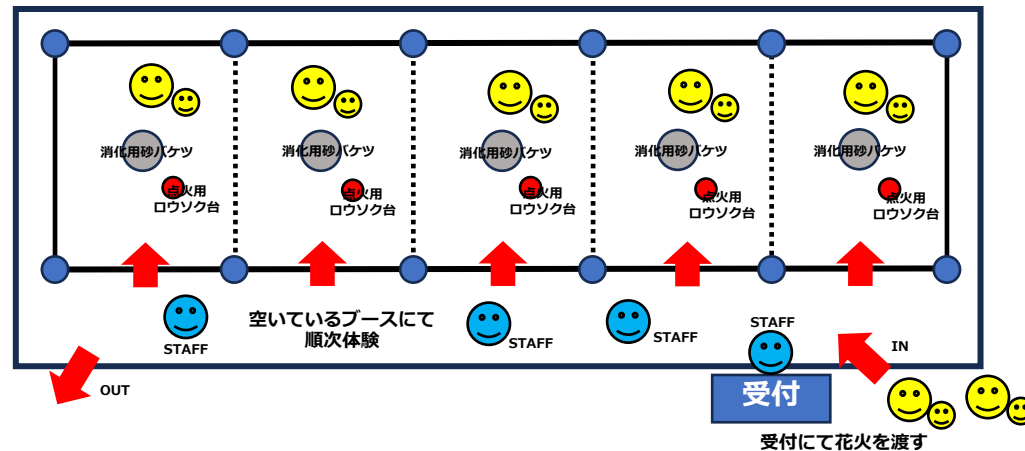 消化用砂バケツ
点火用
ロウソク台
消化用砂バケツ
点火用
ロウソク台
消化用砂バケツ
点火用
ロウソク台
消化用砂バケツ
点火用
ロウソク台
消化用砂バケツ
点火用
ロウソク台
空いているブースにて
順次体験
STAFF
STAFF
STAFF
STAFF
IN
OUT
受付
受付にて花火を渡す